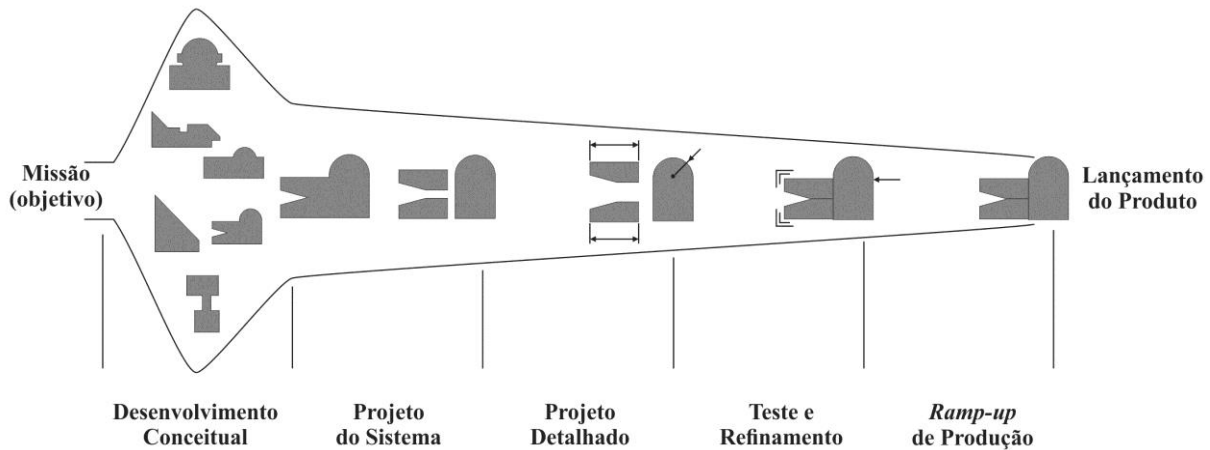 Missão
(objetivo)
Lançamento
do Produto
Desenvolvimento
Conceitual
Projeto
do Sistema
Projeto
Detalhado
Teste e
Refinamento
Ramp-up
de Produção